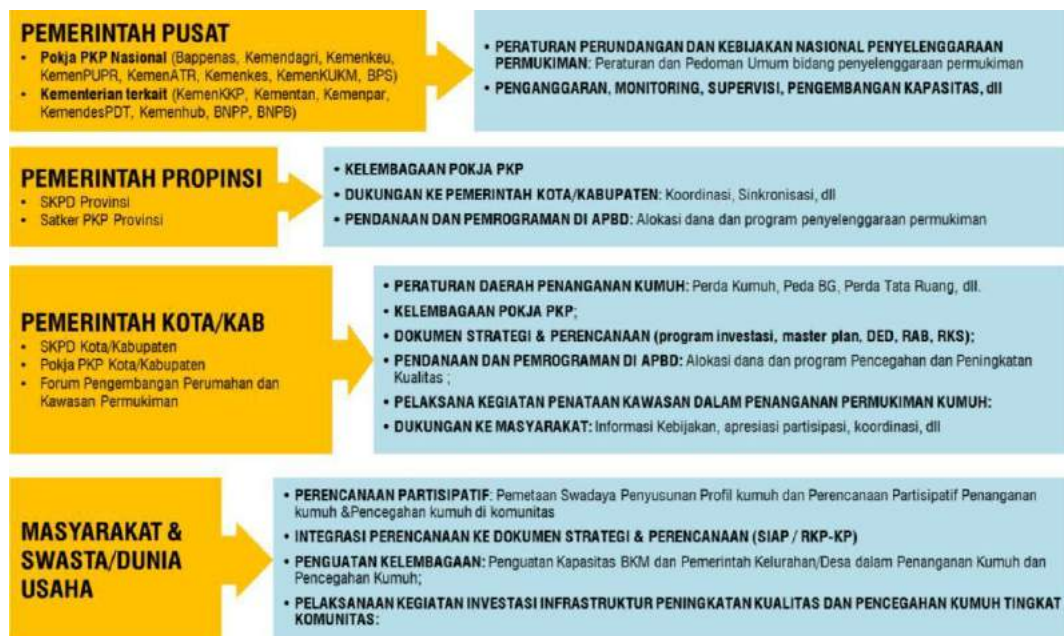 PEMERINTAH PUSAT
• Pokja PKP Nasional (Bappenas, Kemendagri, Kemenkeu,
KemenPUPR, KemenATR, Kemenkes, KemenKUKM, BPS)
• Kementerian terkait (KemenKKP, Kementan, Kemenpar,
KemendesPDT, Kemenhub, BNPP, BNPB)
• PERATURAN PERUNDANGAN DAN KEBIJAKAN NASIONAL PENYELENGGARAAN
PERMUKIMAN: Peraturan dan Pedoman Umum bidang penyelenggaraan permukiman
• PENGANGGARAN, MONITORING, SUPERVISI, PENGEMBANGAN KAPASITAS, dll
PEMERINTAH PROPINSI
• SKPD Provinsi
• Satker PKP Provinsi
• KELEMBAGAAN POKJA PKP
• DUKUNGAN KE PEMERINTAH KOTA/KABUPATEN: Koordinasi, Sinkronisasi, dll
• PENDANAAN DAN PEMROGRAMAN DI APBD: Alokasi dana dan program penyelenggaraan permukiman
PEMERINTAH KOTA/KAB
• SKPD Kota/Kabupaten
• Pokja PKP Kota/Kabupaten
• Forum Pengembangan Perumahan dan
Kawasan Permukiman
• PERATURAN DAERAH PENANGANAN KUMUH: Perda Kumuh, Peda BG, Perda Tata Ruang, dll.
• KELEMBAGAAN POKJA PKP;
• DOKUMEN STRATEGI & PERENCANAAN (program investasi, master plan, DED, RAB, RKS);
• PENDANAAN DAN PEMROGRAMAN DI APBD: Alokasi dana dan program Pencegahan dan Peningkatan
Kualitas ;
• PELAKSANA KEGIATAN PENATAAN KAWASAN DALAM PENANGANAN PERMUKIMAN KUMUH:
• DUKUNGAN KE MASYARAKAT: Informasi Kebijakan, apresiasi partisipasi, koordinasi, dll
MASYARAKAT &
SWASTA/DUNIA
USAHA
• PERENCANAAN PARTISIPATIF: Pemetaan Swadaya Penyusunan Profil kumuh dan Perencanaan Partisipatif Penanganan
kumuh &Pencegahan kumuh di komunitas
• INTEGRASI PERENCANAAN KE DOKUMEN STRATEGI & PERENCANAAN (SIAP / RKP-KP)
• PENGUATAN KELEMBAGAAN: Penguatan Kapasitas BKM dan Pemerintah Kelurahan/Desa dalam Penanganan Kumuh dan
Pencegahan Kumuh;
• PELAKSANAAN KEGIATAN INVESTASI INFRASTRUKTUR PENINGKATAN KUALITAS DAN PENCEGAHAN KUMUH TINGKAT
KOMUNITAS: